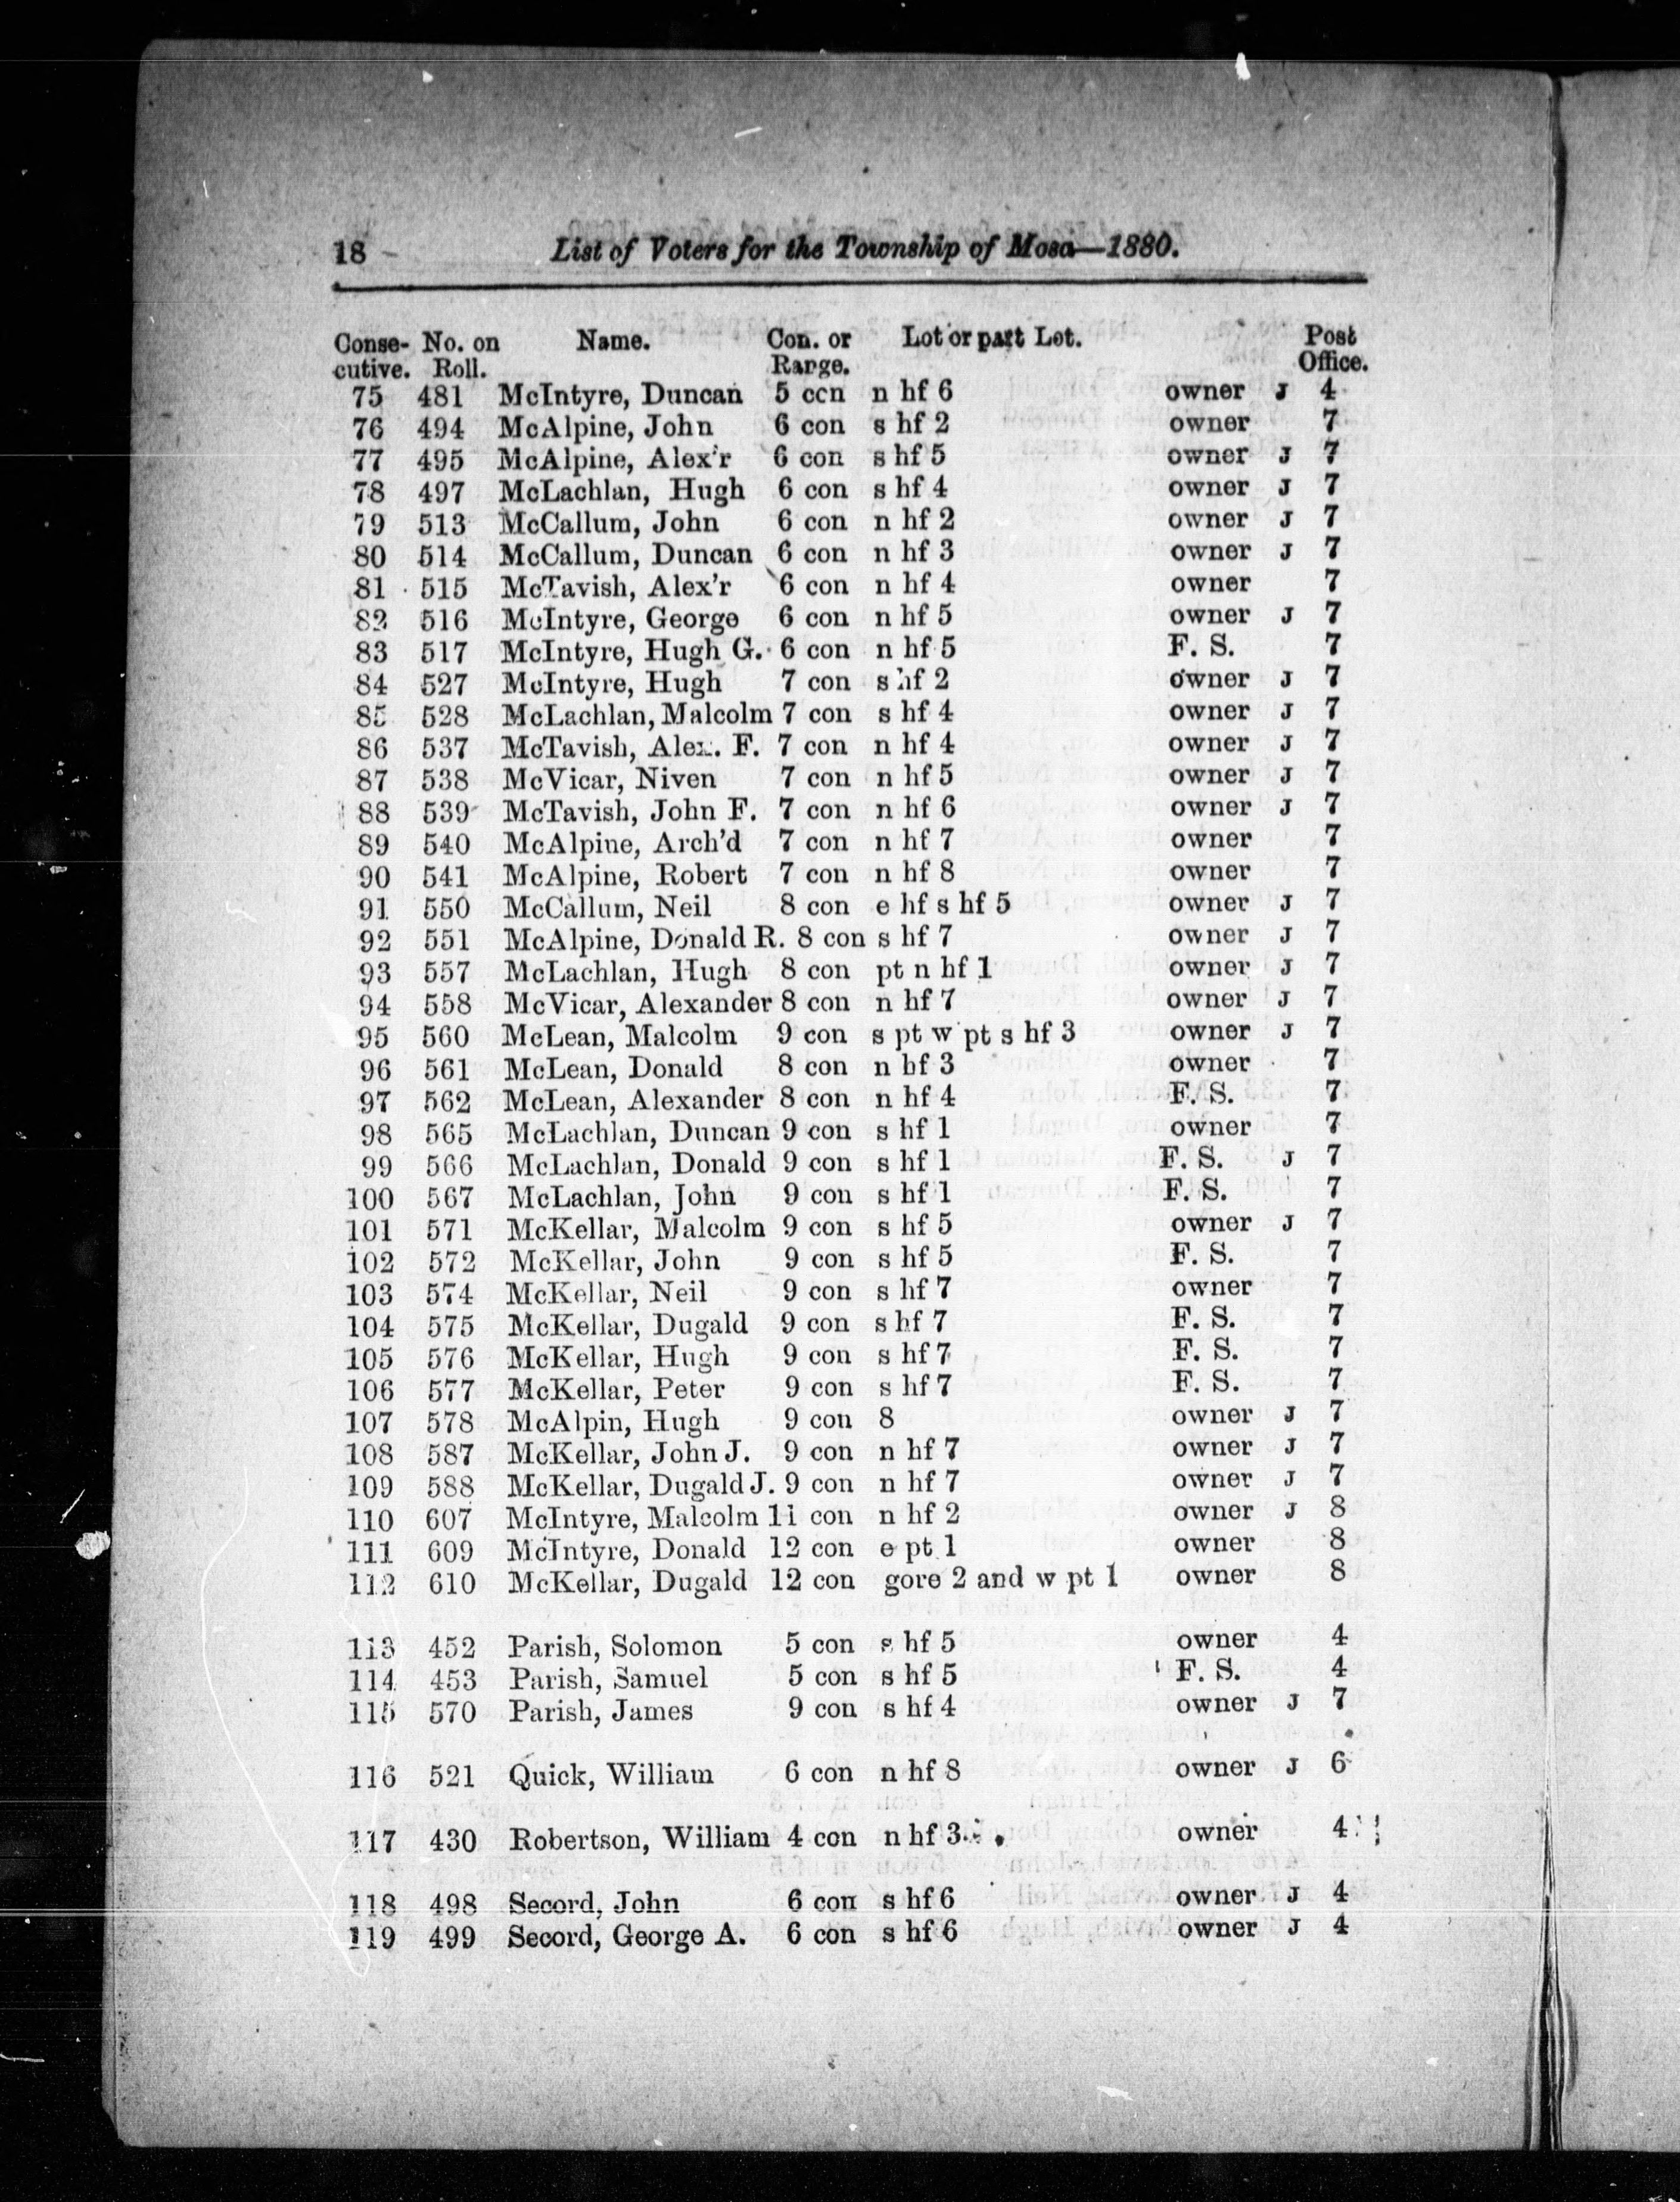 18 List of Voters for the Township of Mosa—1880.
Conse- No. on Name. Con. or Lot or part Lot. Post
cutive. Roll. Range. Office.
75 481 McIntyre, Duncan 5 con n hf 6 owner J 4
76 494 McAlpine, John 6 con s hf 2 owner 7
77 495 McAlpine, Alex'r 6 con s hf 5 owner J 7
78 497 McLachlan, Hugh 6 con s hf 4 owner J 7
79 513 McCallum, John 6 con n hf 2 owner J 7
80 514 McCallum, Duncan 6 con n hf 3 owner J 7
81 515 McTavish, Alex'r 6 con n hf 4 owner 7
82 516 McIntyre, George 6 con n hf 5 owner J 7
83 517 McIntyre, Hugh G. 6 con n hf 5 F. S. 7
84 527 McIntyre, Hugh 7 con s hf 2 owner J 7
85 528 McLachlan, Malcolm 7 con s hf 4 owner J 7
86 537 McTavish, Alex. F. 7 con n hf 4 owner J 7
87 538 McVicar, Niven 7 con n hf 5 owner J 7
88 539 McTavish, John F. 7 con n hf 6 owner J 7
89 540 McAlpine, Arch'd 7 con n hf 7 owner 7
90 541 McAlpine, Robert 7 con n hf 8 owner 7
91 550 McCallum, Neil 8 con e hf s hf 5 owner J 7
92 551 McAlpine, Donald R. 8 con s hf 7 owner J 7
93 557 McLachlan, Hugh 8 con pt n hf 1 owner J 7
94 558 McVicar, Alexander 8 con n hf 7 owner J 7
95 560 McLean, Malcolm 9 con s pt w pt s hf 3 owner J 7
96 561 McLean, Donald 8 con n hf 3 owner 7
97 562 McLean, Alexander 8 con n hf 4 F. S. 7
98 565 McLachlan, Duncan 9 con s hf 1 owner 7
99 566 McLachlan, Donald 9 con s hf 1 F. S. J 7
100 567 McLachlan, John 9 con s hf 1 F. S. 7
101 571 McKellar, Malcolm 9 con s hf 5 owner J 7
102 572 McKellar, John 9 con s hf 5 F. S. 7
103 574 McKellar, Neil 9 con s hf 7 owner 7
104 575 McKellar, Dugald 9 con s hf 7 F. S. 7
105 576 McKellar, Hugh 9 con s hf 7 F. S. 7
106 577 McKellar, Peter 9 con s hf 7 F. S. 7
107 578 McAlpin, Hugh 9 con 8 owner J 7
108 587 McKellar, John J. 9 con n hf 7 owner J 7
109 588 McKellar, Dugald J. 9 con n hf 7 owner J 7
110 607 McIntyre, Malcolm 11 con n hf 2 owner J 8
111 609 McIntyre, Donald 12 con e pt 1 owner 8
112 610 McKellar, Dugald 12 con gore 2 and w pt 1 owner 8
113 452 Parish, Solomon 5 con s hf 5 owner 4
114 453 Parish, Samuel 5 con s hf 5 F. S. 4
115 570 Parish, James 9 con s hf 4 owner J 7
116 521 Quick, William 6 con n hf 8 owner J 6
117 430 Robertson, William 4 con n hf 3 owner 4
118 498 Secord, John 6 con s hf 6 owner J 4
119 499 Secord, George A. 6 con s hf 6 owner J 4